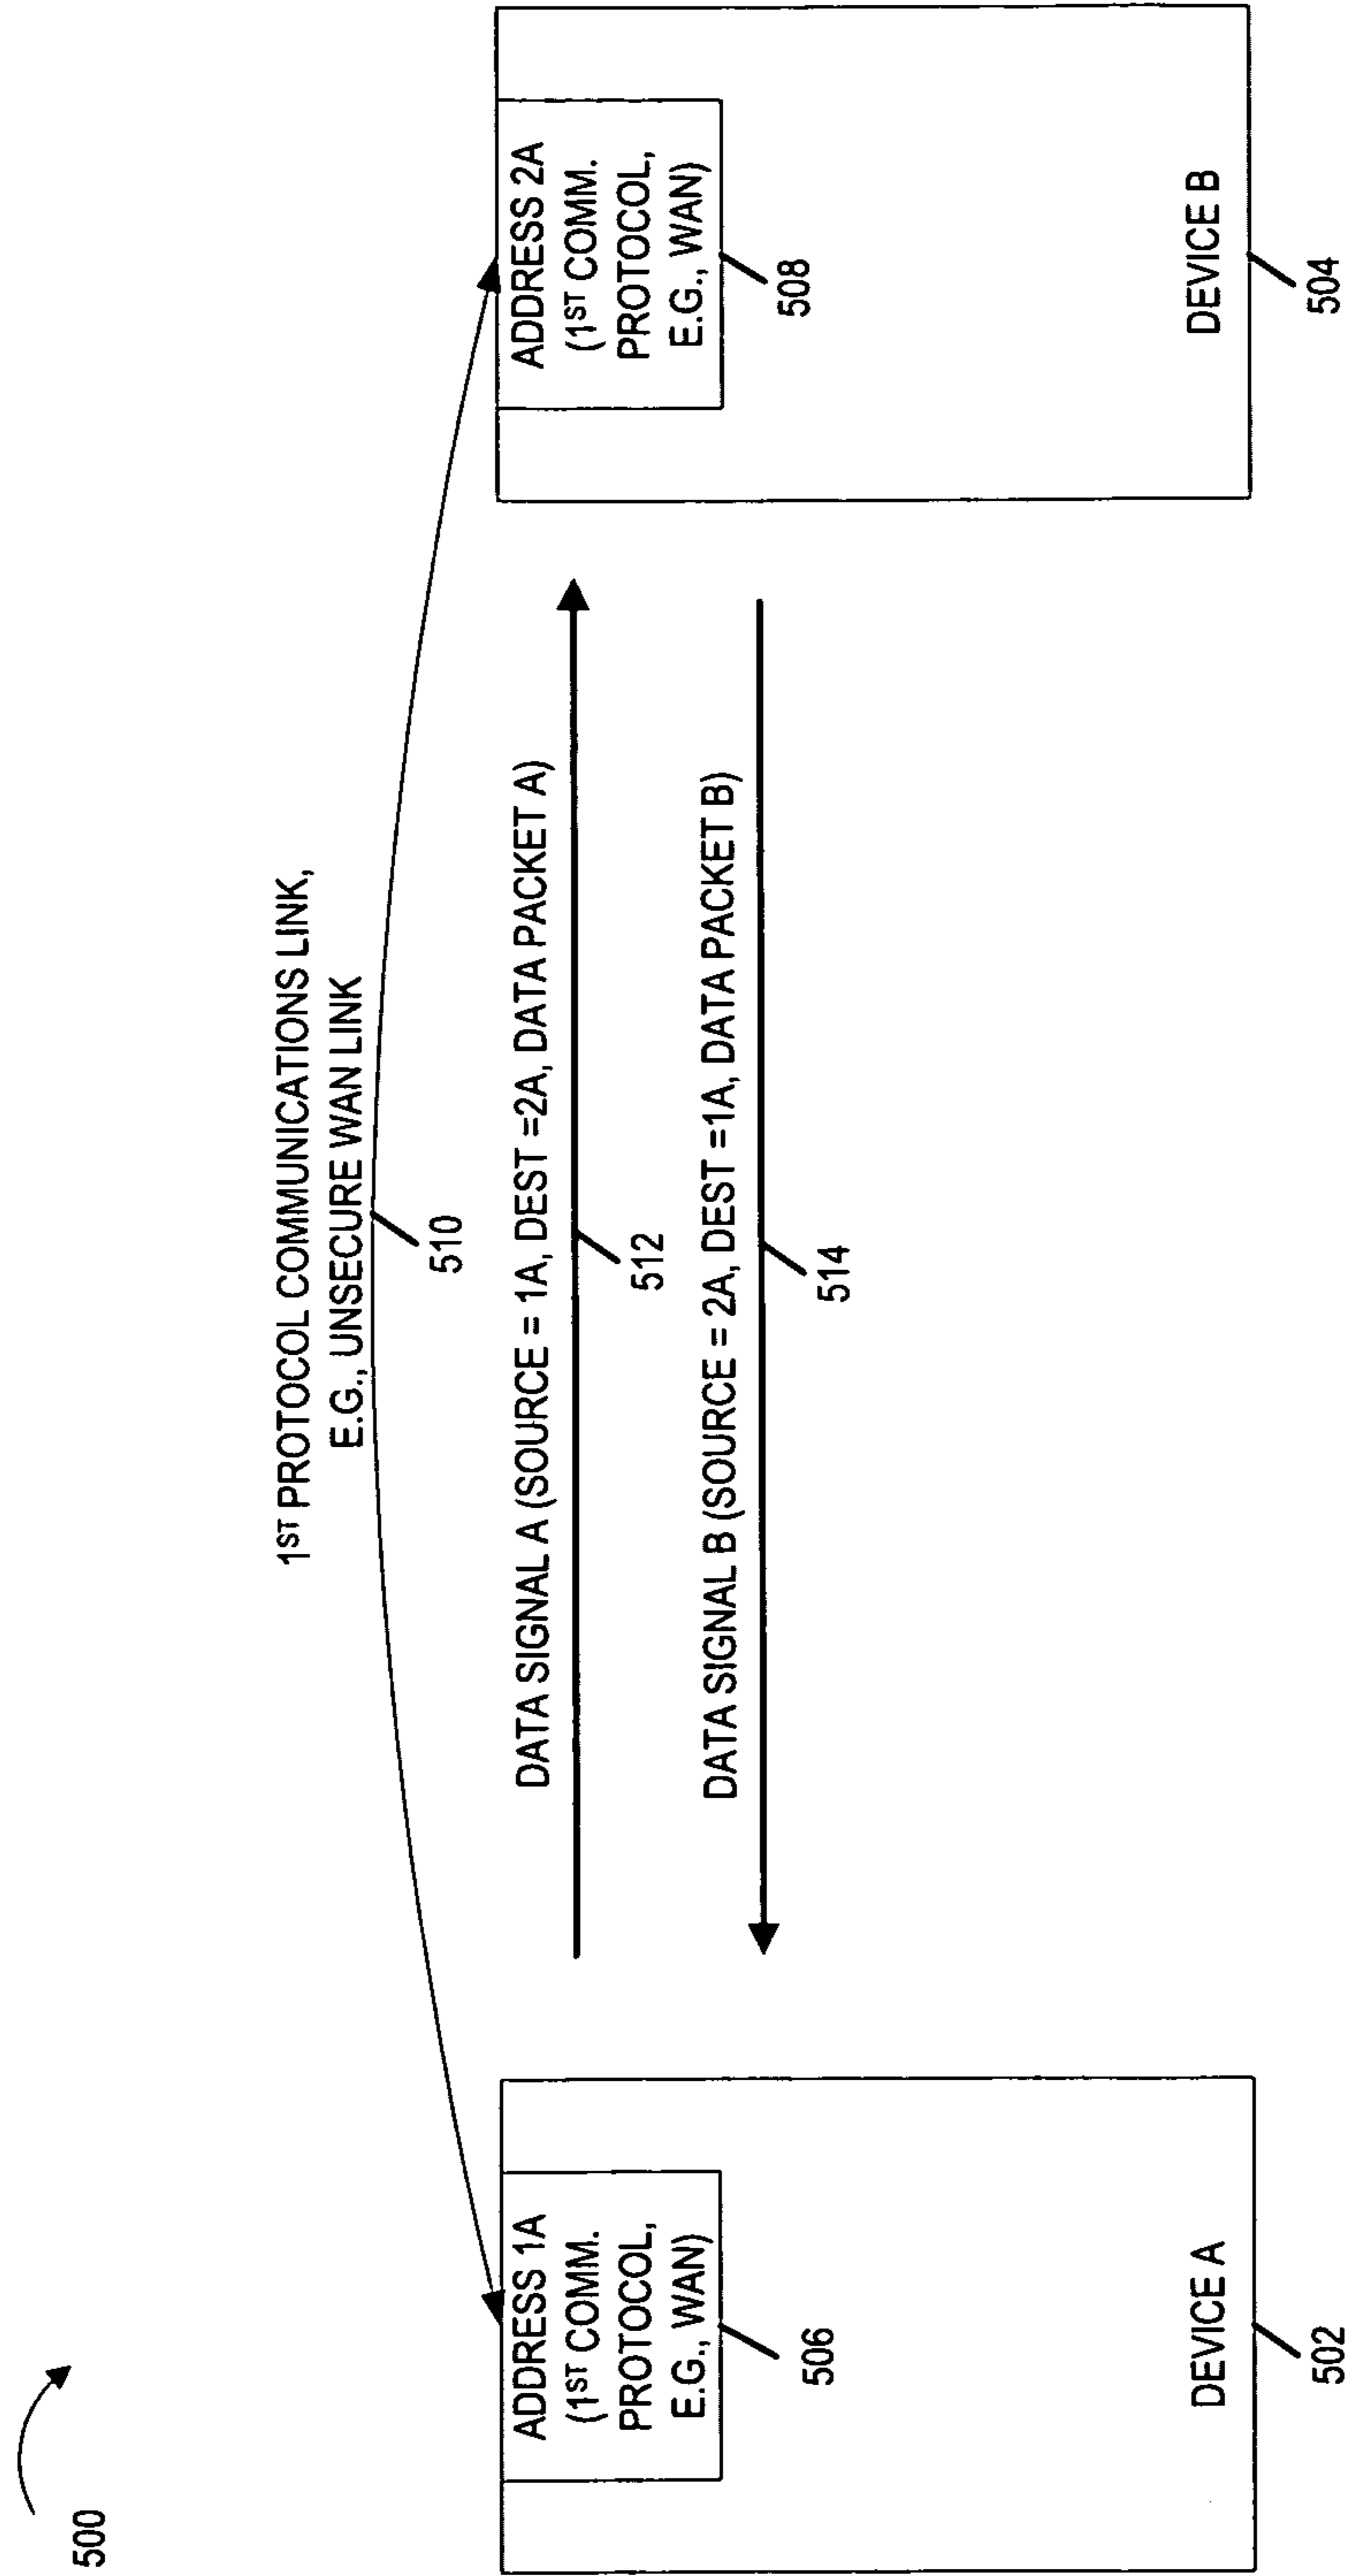 500
1ST PROTOCOL COMMUNICATIONS LINK,
E.G., UNSECURE WAN LINK
510
ADDRESS 1A
(1ST COMM.
PROTOCOL,
E.G., WAN)
506
DEVICE A
502
DATA SIGNAL A (SOURCE = 1A, DEST =2A, DATA PACKET A)
512
DATA SIGNAL B (SOURCE = 2A, DEST =1A, DATA PACKET B)
514
ADDRESS 2A
(1ST COMM.
PROTOCOL,
E.G., WAN)
508
DEVICE B
504